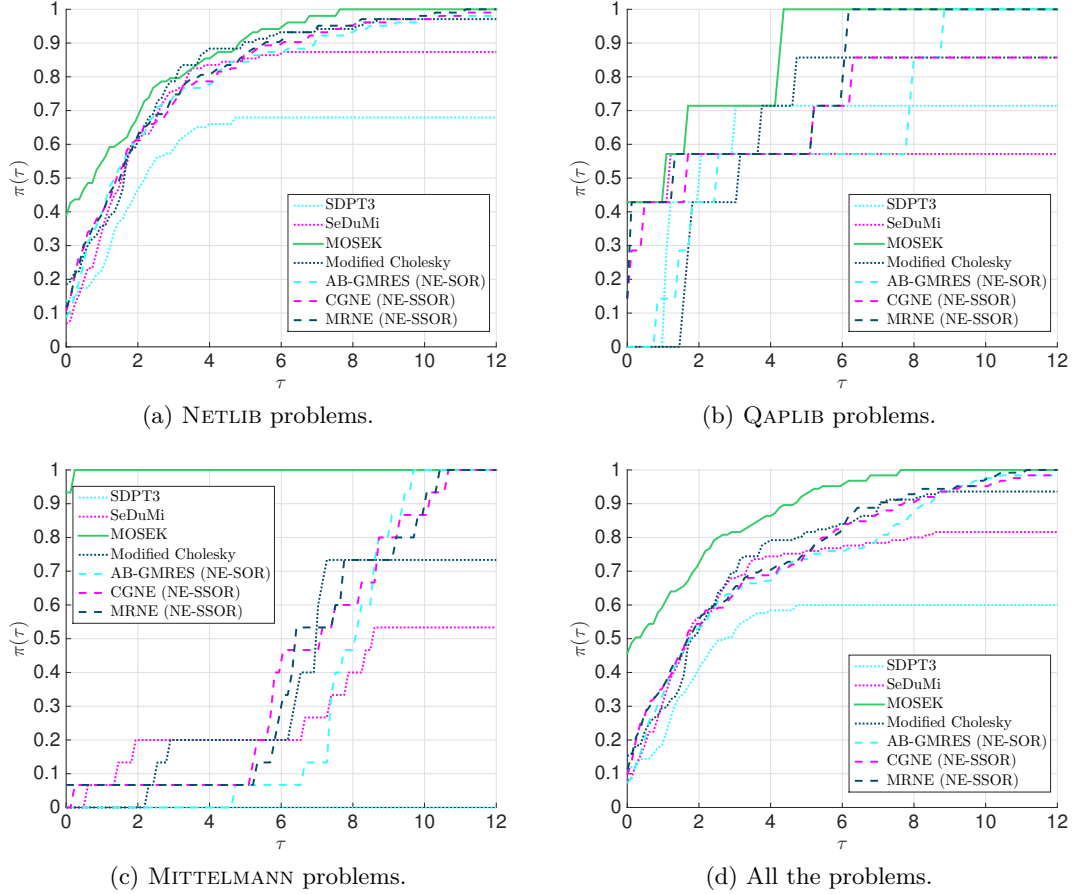 1
0.9
0.8
0.7
0.6
0.5
0.4
0.3
0.2
0.1
0
π(τ)
0 2 4 6 8 10 12
τ
SDPT3
SeDuMi
MOSEK
Modified Cholesky
AB-GMRES (NE-SOR)
CGNE (NE-SSOR)
MRNE (NE-SSOR)
(a) NETLIB problems.
1
0.9
0.8
0.7
0.6
0.5
0.4
0.3
0.2
0.1
0
π(τ)
0 2 4 6 8 10 12
τ
SDPT3
SeDuMi
MOSEK
Modified Cholesky
AB-GMRES (NE-SOR)
CGNE (NE-SSOR)
MRNE (NE-SSOR)
(b) QAPLIB problems.
1
0.9
0.8
0.7
0.6
0.5
0.4
0.3
0.2
0.1
0
π(τ)
0 2 4 6 8 10 12
τ
SDPT3
SeDuMi
MOSEK
Modified Cholesky
AB-GMRES (NE-SOR)
CGNE (NE-SSOR)
MRNE (NE-SSOR)
(c) MITTELMANN problems.
1
0.9
0.8
0.7
0.6
0.5
0.4
0.3
0.2
0.1
0
π(τ)
0 2 4 6 8 10 12
τ
SDPT3
SeDuMi
MOSEK
Modified Cholesky
AB-GMRES (NE-SOR)
CGNE (NE-SSOR)
MRNE (NE-SSOR)
(d) All the problems.